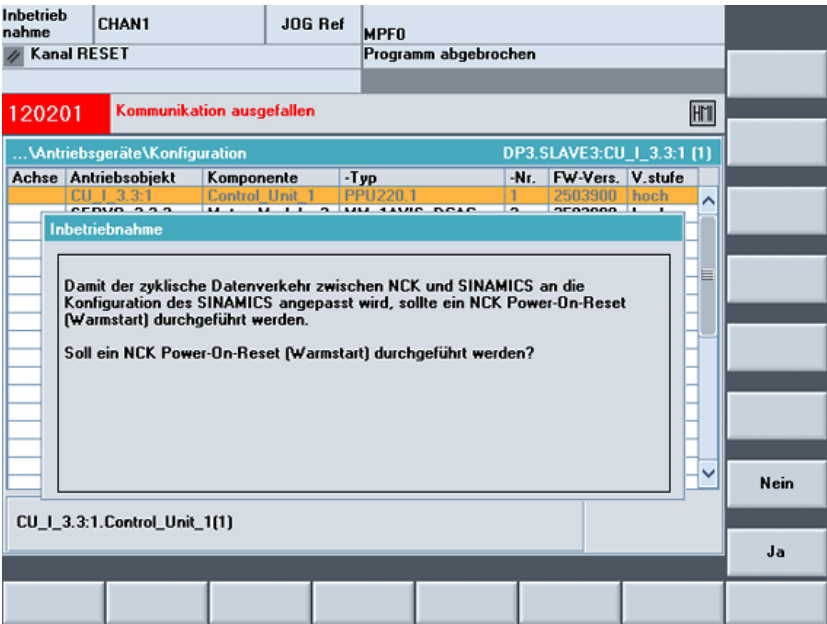 Inbetrieb
nahme
CHAN1
JOG Ref
MPF0
Kanal RESET
Programm abgebrochen
120201
Kommunikation ausgefallen
HMI
...\Antriebsgeräte\Konfiguration
DP3.SLAVE3:CU_I_3.3:1 (1)
Achse Antriebsobjekt Komponente -Typ -Nr. FW-Vers. V.stufe
CU_I_3.3:1 Control_Unit_1 PPU220.1 1 2503900 hoch
Inbetriebnahme
Damit der zyklische Datenverkehr zwischen NCK und SINAMICS an die
Konfiguration des SINAMICS angepasst wird, sollte ein NCK Power-On-Reset
(Warmstart) durchgeführt werden.
Soll ein NCK Power-On-Reset (Warmstart) durchgeführt werden?
Nein
CU_I_3.3:1.Control_Unit_1(1)
Ja